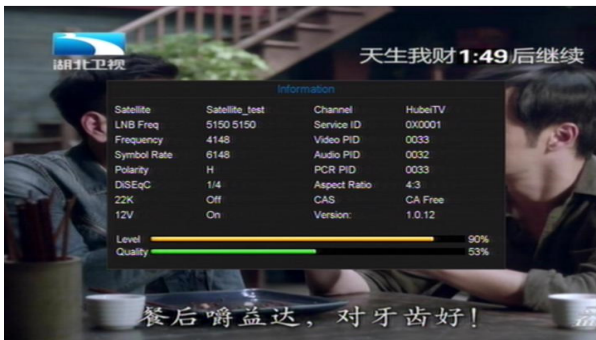 湖北卫视
天生我财1:49后继续
Information
Satellite Satellite_test Channel HubeiTV
LNB Freq 5150 5150 Service ID 0X0001
Frequency 4148 Video PID 0033
Symbol Rate 6148 Audio PID 0032
Polarity H PCR PID 0033
DiSEqC 1/4 Aspect Ratio 4:3
22K Off CAS CA Free
12V On Version: 1.0.12
Level 90%
Quality 53%
餐后嚼益达，对牙齿好！